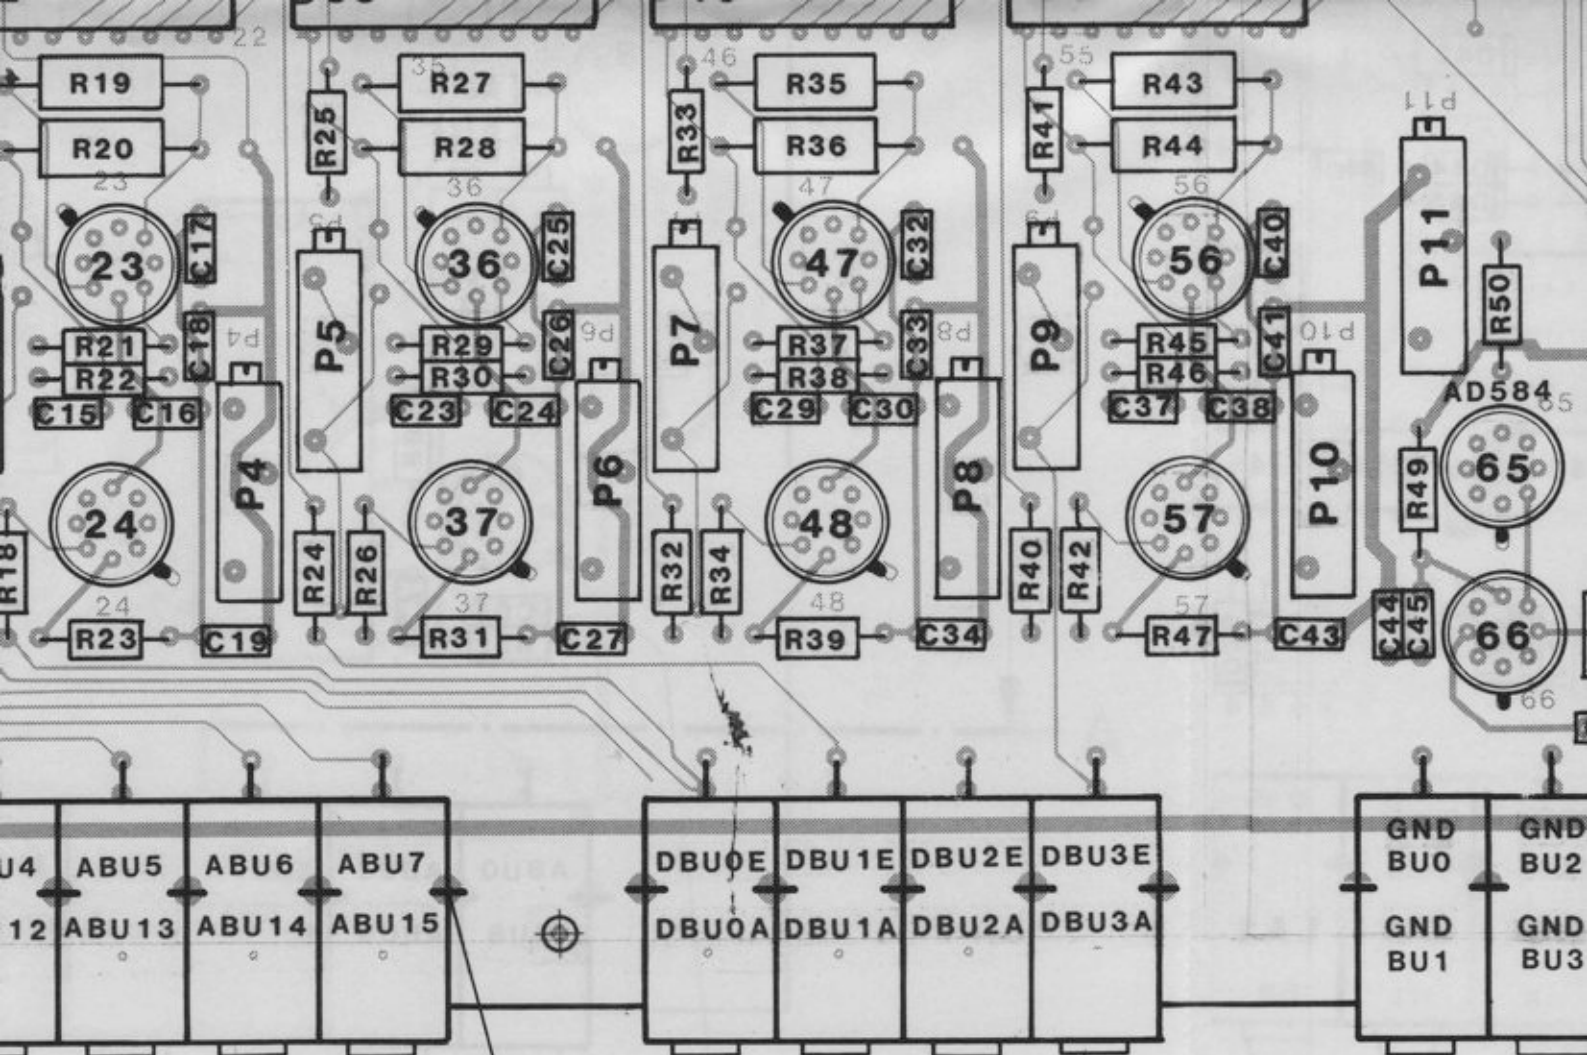 22 35 46 55
R19 R27 R35 R43
R25 R33 R41 P11
R20 R28 R36 R44
23 36 47 56
P5 P7 P9
C17 C25 C32 C40 P11 R50
23 36 47 56
C18 P4 P5 C26 P6 P7 C33 P8 P9 C41 P10
R21 R29 R37 R45
R22 R30 R38 R46
C15 C16 C23 C24 C29 C30 C37 C38 AD584 65
P4 P6 P8 P10 R49 65
24 37 48 57
R18 R24 R26 R32 R34 R40 R42
24 37 48 57
R23 C19 R31 C27 R39 C34 R47 C43 C44 C45 66
66
U4 ABU5 ABU6 ABU7 ABU0 DBU0E DBU1E DBU2E DBU3E GND GND
BU0 BU2
12 ABU13 ABU14 ABU15 DBU0A DBU1A DBU2A DBU3A GND GND
BU1 BU3